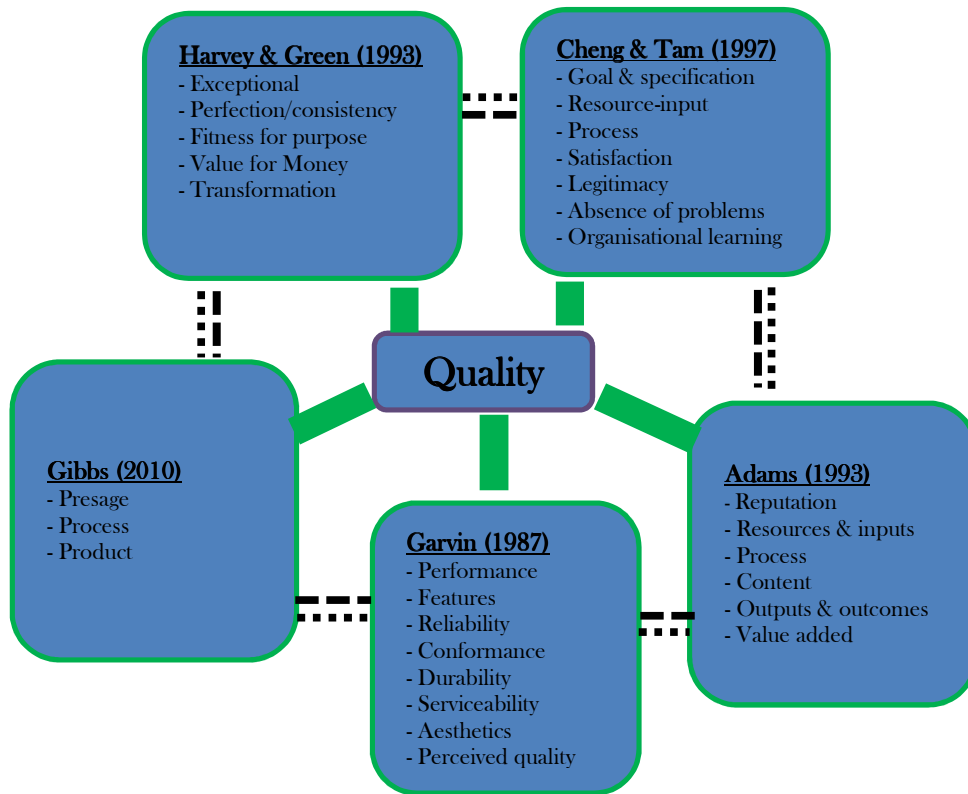 Harvey & Green (1993)
- Exceptional
- Perfection/consistency
- Fitness for purpose
- Value for Money
- Transformation
Cheng & Tam (1997)
- Goal & specification
- Resource-input
- Process
- Satisfaction
- Legitimacy
- Absence of problems
- Organisational learning
Quality
Gibbs (2010)
- Presage
- Process
- Product
Garvin (1987)
- Performance
- Features
- Reliability
- Conformance
- Durability
- Serviceability
- Aesthetics
- Perceived quality
Adams (1993)
- Reputation
- Resources & inputs
- Process
- Content
- Outputs & outcomes
- Value added